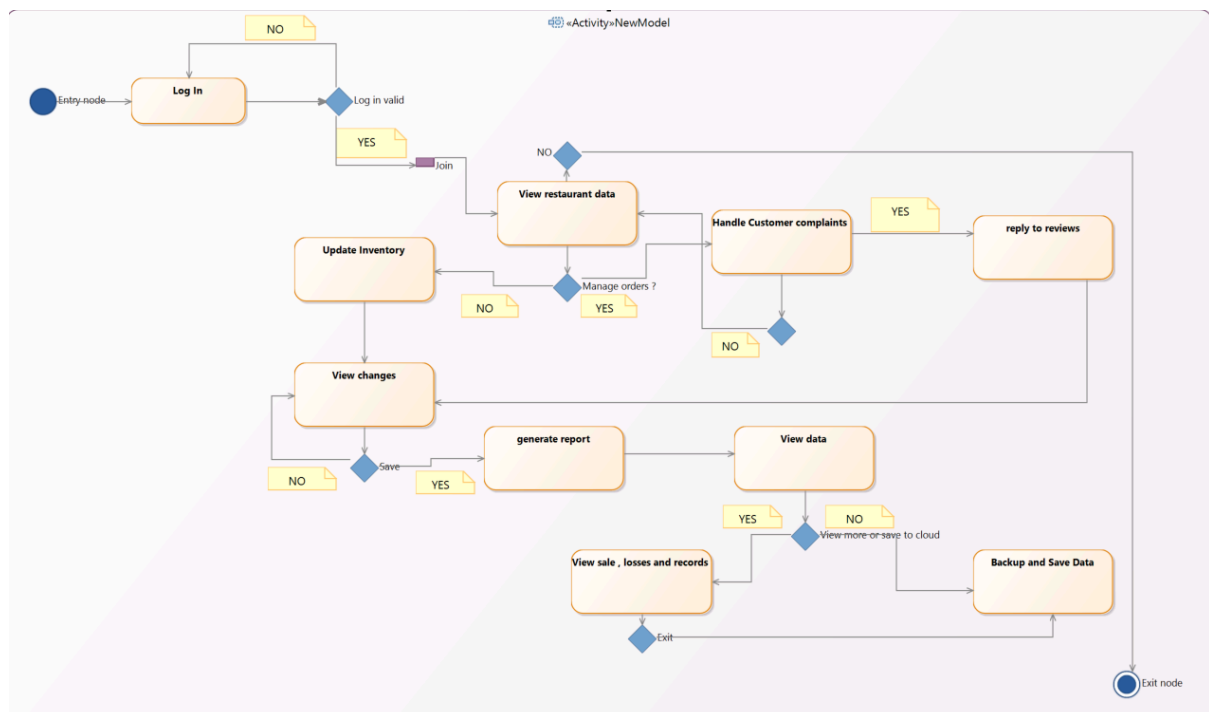 «Activity»NewModel
NO
Log In
Entry node
Log in valid
YES
Join
NO
View restaurant data
Handle Customer complaints
YES
reply to reviews
Update Inventory
Manage orders ?
NO
YES
NO
View changes
generate report
View data
Save
NO
YES
YES
NO
View more or save to cloud
View sale , losses and records
Backup and Save Data
Exit
Exit node